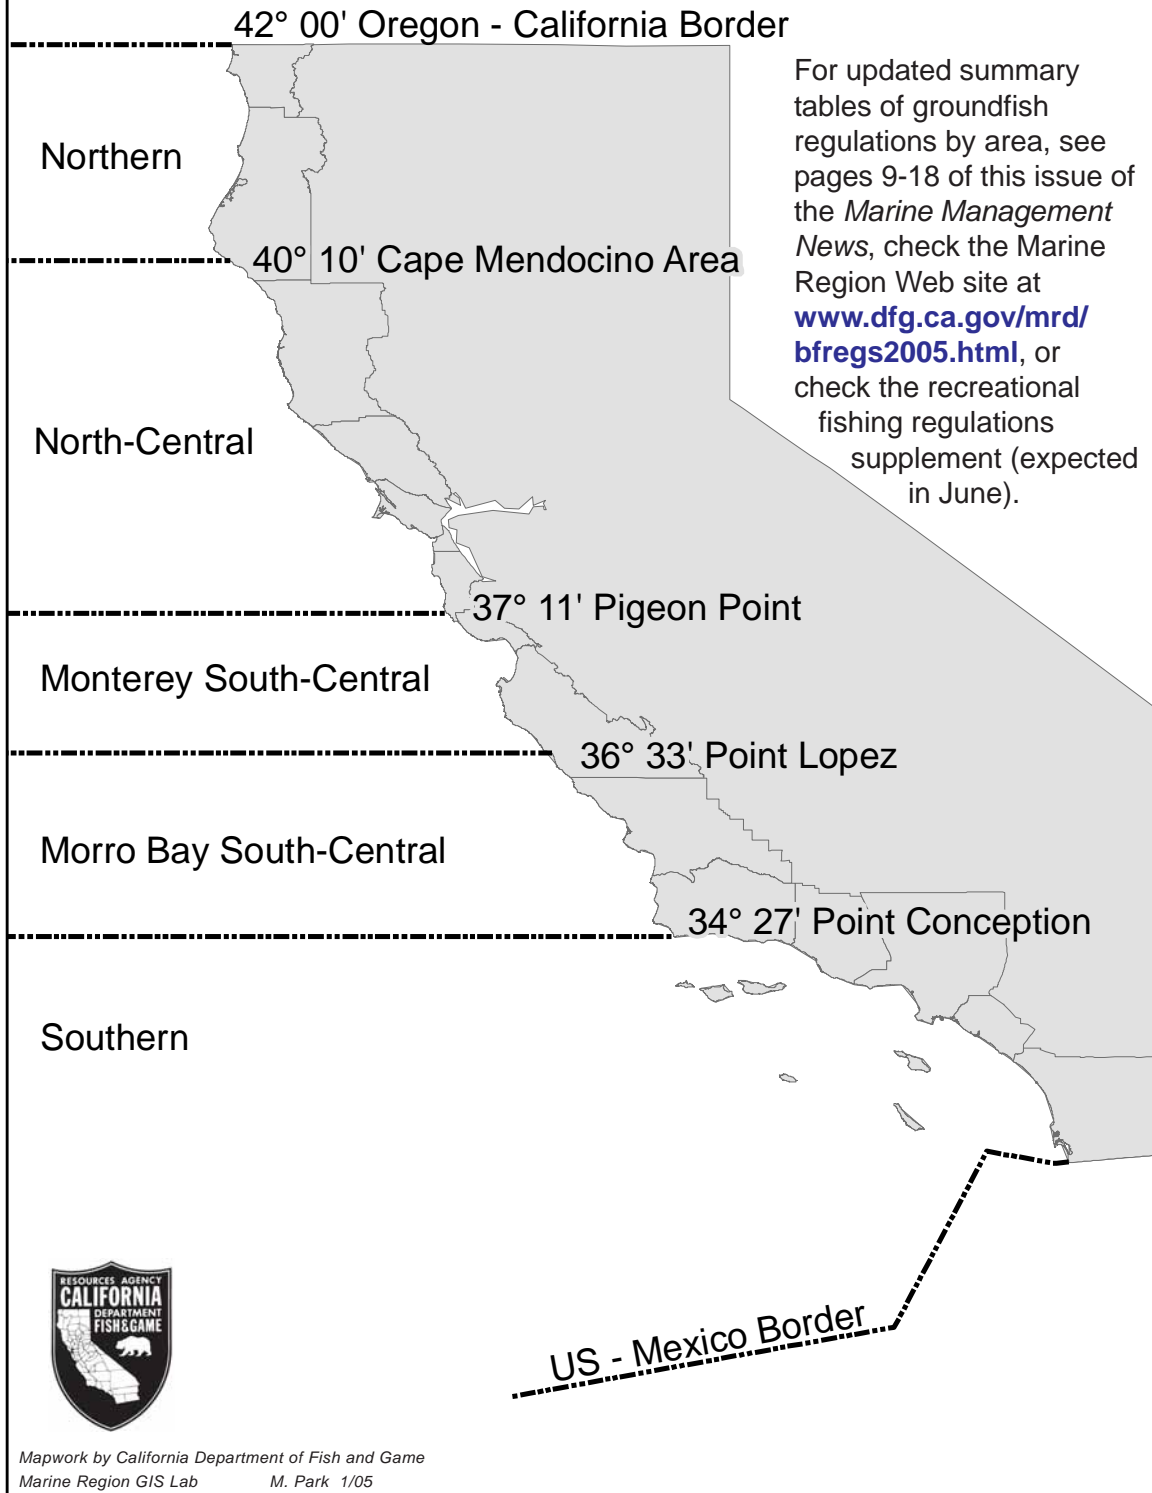 42° 00' Oregon - California Border
For updated summary
tables of groundfish
regulations by area, see
pages 9-18 of this issue of
the Marine Management
News, check the Marine
Region Web site at
www.dfg.ca.gov/mrd/
bfregs2005.html, or
check the recreational
fishing regulations
supplement (expected
in June).
Northern
40° 10' Cape Mendocino Area
North-Central
37° 11' Pigeon Point
Monterey South-Central
36° 33' Point Lopez
Morro Bay South-Central
34° 27' Point Conception
Southern
US - Mexico Border
RESOURCES AGENCY
CALIFORNIA
DEPARTMENT
FISH&GAME
Mapwork by California Department of Fish and Game
Marine Region GIS Lab M. Park 1/05